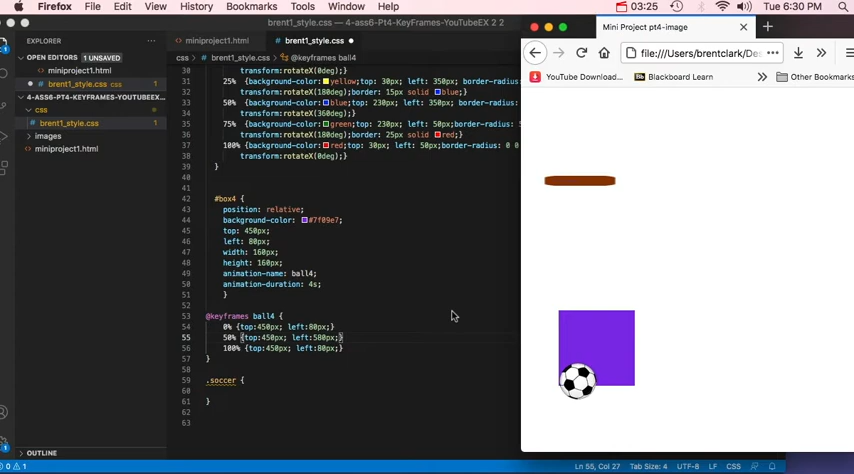 Firefox File Edit View History Bookmarks Tools Window Help 03:25 Tue 6:30 PM
brent1_style.css — 4-ass6-Pt4-KeyFrames-YouTubeEX 2 2
EXPLORER
miniproject1.html
brent1_style.css
css > brent1_style.css > @keyframes ball4
OPEN EDITORS 1 UNSAVED
miniproject1.html
brent1_style.css css 1
4-ASS6-PT4-KEYFRAMES-YOUTUBEEX...
css
brent1_style.css 1
images
miniproject1.html
OUTLINE
30 transform:rotateX(0deg);}
31 25% {background-color:yellow;top: 30px; left: 350px; border-radius:
32 transform:rotateX(180deg);border: 15px solid blue;}
33 50% {background-color:blue;top: 230px; left: 350px; border-radius:
34 transform:rotateX(360deg);}
35 75% {background-color:green;top: 230px; left: 50px;border-radius:
36 transform:rotateX(180deg);border: 25px solid red;}
37 100% {background-color:red;top: 30px; left: 50px;border-radius: 0 0
38 transform:rotateX(0deg);}
39 }
40
41
42 #box4 {
43 position: relative;
44 background-color: #7f09e7;
45 top: 450px;
46 left: 80px;
47 width: 160px;
48 height: 160px;
49 animation-name: ball4;
50 animation-duration: 4s;
51 }
52
53 @keyframes ball4 {
54 0% {top:450px; left:80px;}
55 50% {top:450px; left:580px;}
56 100% {top:450px; left:80px;}
57 }
58
59 .soccer {
60
61 }
62
63
0 1
Ln 55, Col 27 Tab Size: 4 UTF-8 LF CSS
Mini Project pt4-image
file:///Users/brentclark/Des
YouTube Download...
Bb Blackboard Learn
Other Bookmarks